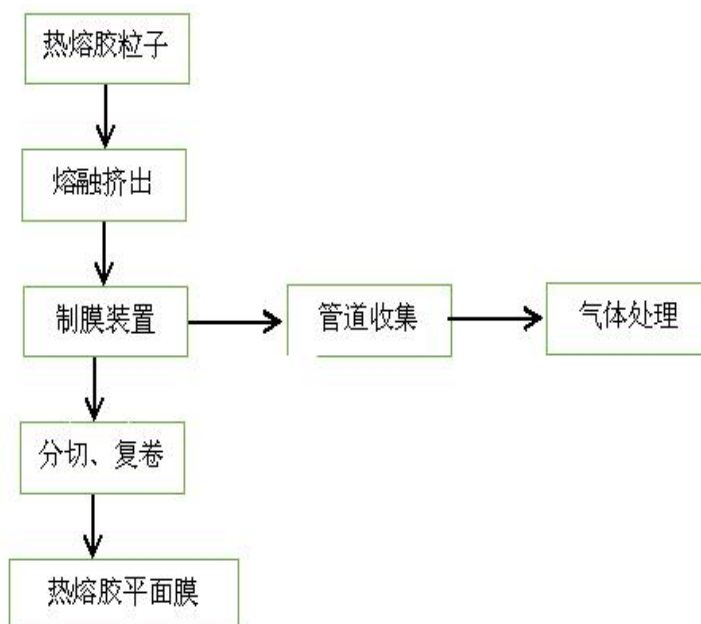 热熔胶粒子
熔融挤出
制膜装置
管道收集
气体处理
分切、复卷
热熔胶平面膜